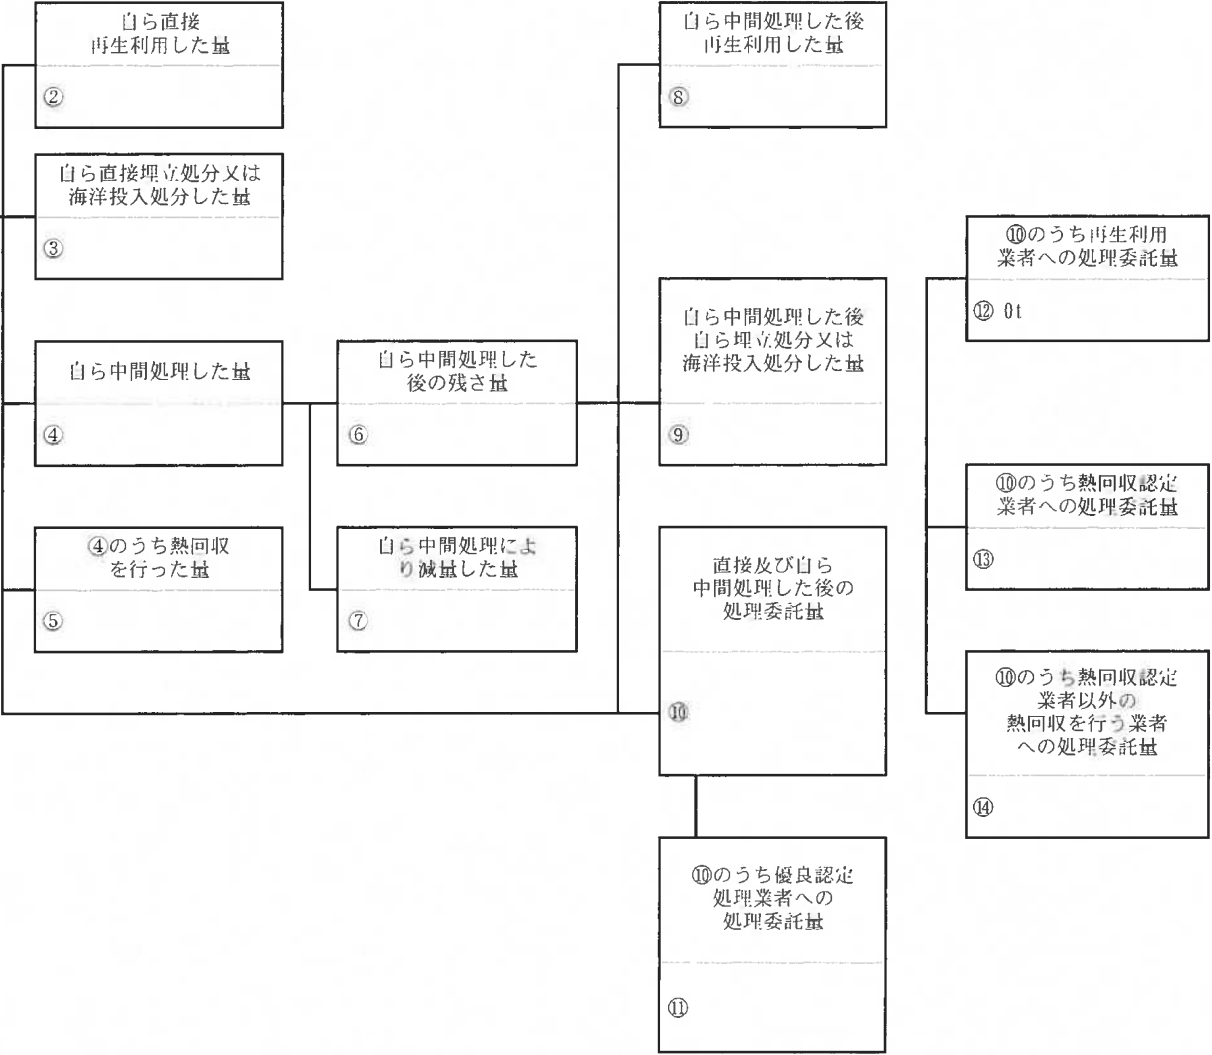 自ら直接
再生利用した量
②
自ら直接埋立処分又は
海洋投入処分した量
③
自ら中間処理した量
④
④のうち熱回収
を行った量
⑤
自ら中間処理した
後の残さ量
⑥
自ら中間処理によ
り減量した量
⑦
自ら中間処理した後
再生利用した量
⑧
自ら中間処理した後
自ら埋立処分又は
海洋投入処分した量
⑨
直接及び自ら
中間処理した後の
処理委託量
⑩
⑩のうち優良認定
処理業者への
処理委託量
⑪
⑩のうち再生利用
業者への処理委託量
⑫ 0t
⑩のうち熱回収認定
業者への処理委託量
⑬
⑩のうち熱回収認定
業者以外の
熱回収を行う業者
への処理委託量
⑭